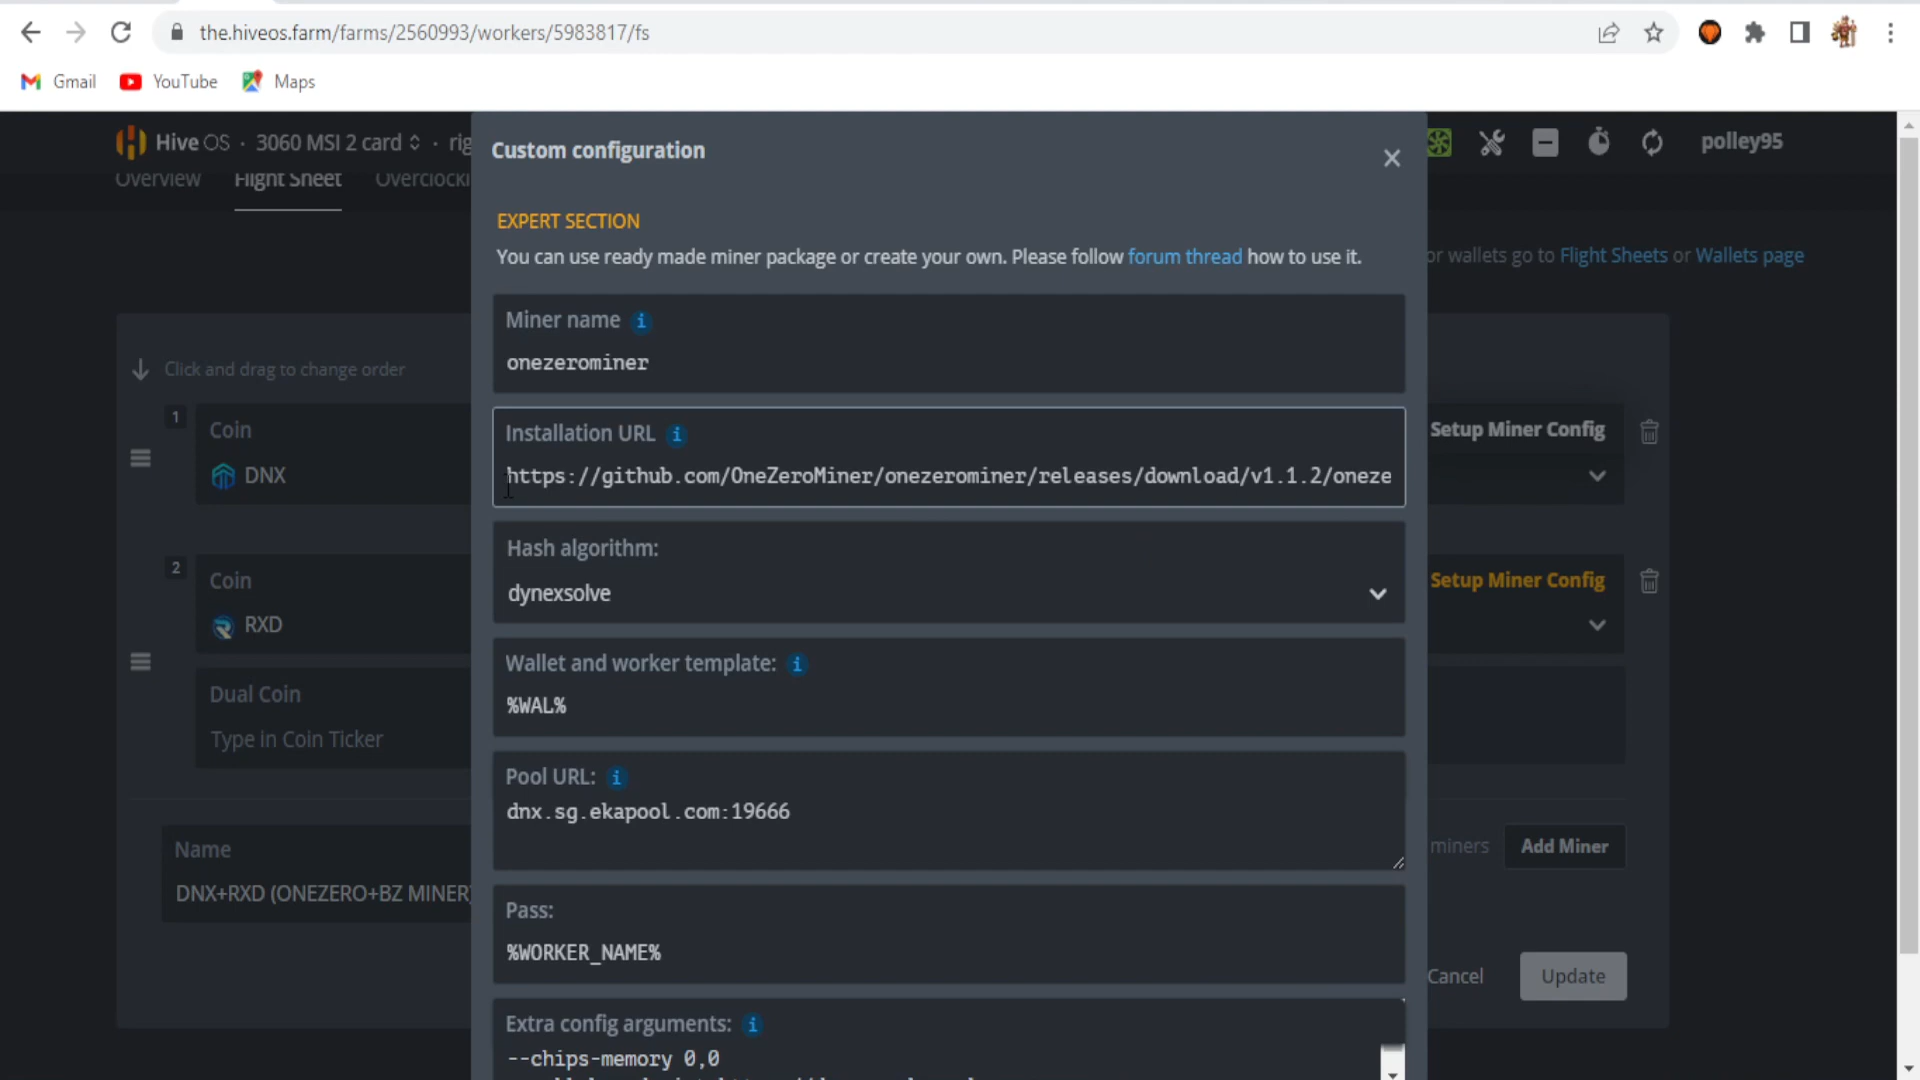 the.hiveos.farm/farms/2560993/workers/5983817/fs
Gmail YouTube Maps
Hive OS · 3060 MSI 2 card · rig
polley95
Overview Flight Sheet Overclocki
Custom configuration
EXPERT SECTION
You can use ready made miner package or create your own. Please follow forum thread how to use it.
or wallets go to Flight Sheets or Wallets page
Miner name
onezerominer
Click and drag to change order
1
Coin
DNX
Installation URL
https://github.com/OneZeroMiner/onezerominer/releases/download/v1.1.2/oneze
Setup Miner Config
Hash algorithm:
dynexsolve
2
Coin
RXD
Setup Miner Config
Wallet and worker template:
%WAL%
Dual Coin
Type in Coin Ticker
Pool URL:
dnx.sg.ekapool.com:19666
miners
Add Miner
Name
DNX+RXD (ONEZERO+BZ MINER)
Pass:
%WORKER_NAME%
Cancel
Update
Extra config arguments:
--chips-memory 0,0